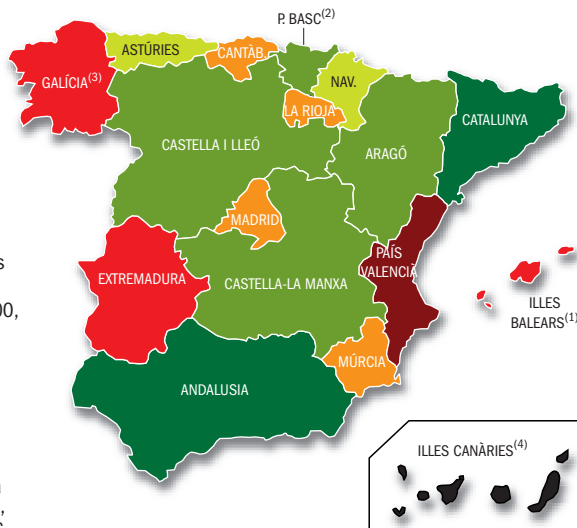 P. BASC(2)
ASTÚRIES
CANTÀB.
GALÍCIA(3)
NAV.
LA RIOJA
CATALUNYA
CASTELLA I LLEÓ
ARAGÓ
MADRID
PAÍS
VALENCIÀ
s
EXTREMADURA
CASTELLA-LA MANXA
00,
ILLES
BALEARS(1)
MÚRCIA
ANDALUSIA
ILLES CANÀRIES(4)